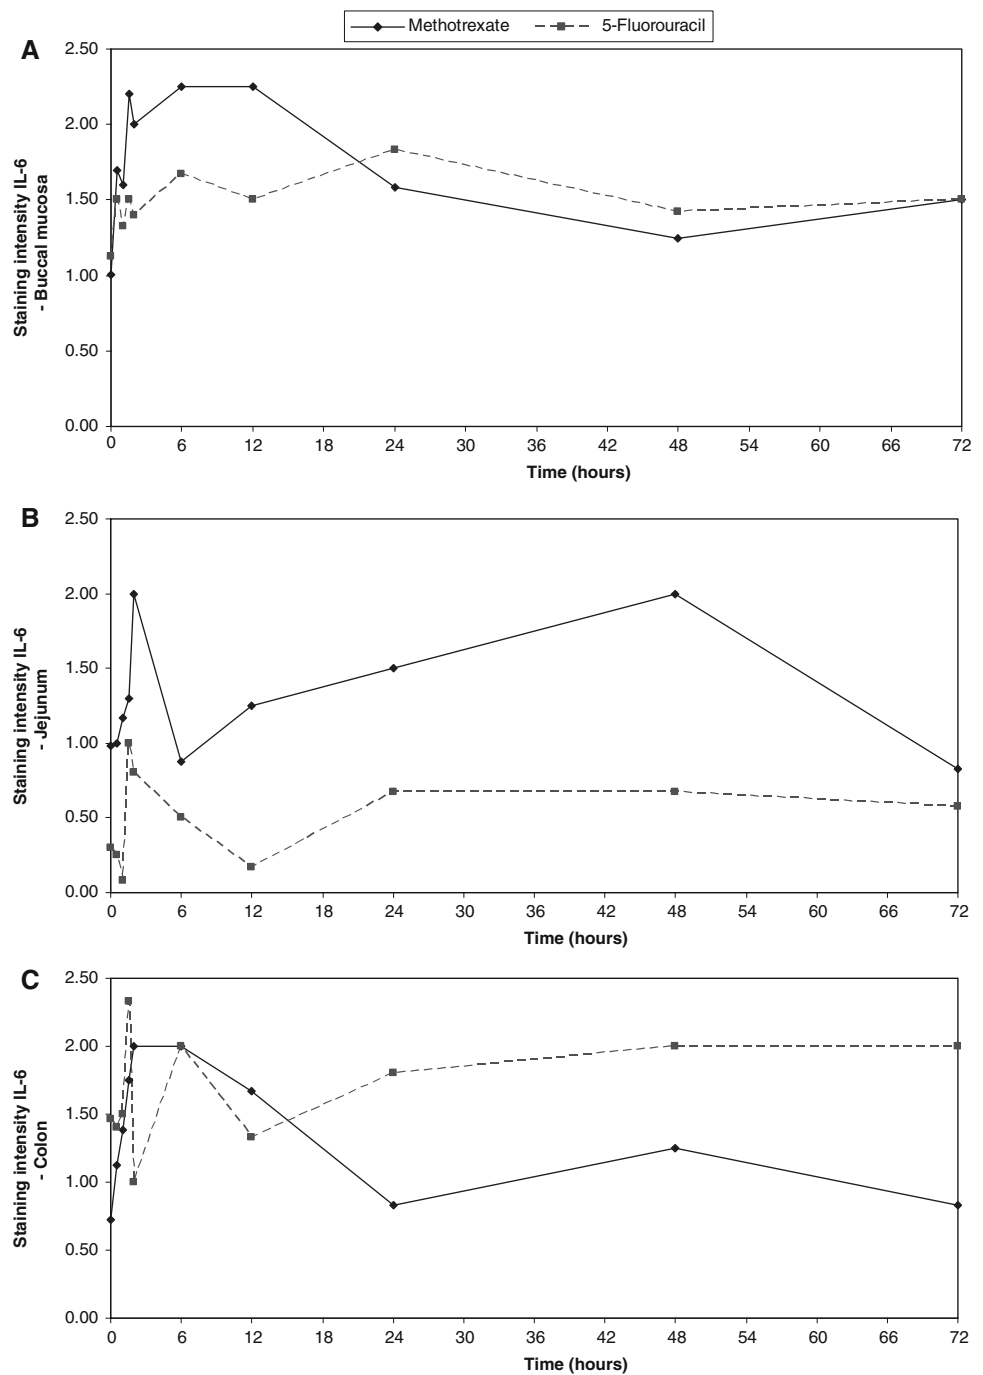 Methotrexate 5-Fluorouracil
A
Staining intensity IL-6
- Buccal mucosa
2.50
2.00
1.50
1.00
0.50
0.00
0 6 12 18 24 30 36 42 48 54 60 66 72
Time (hours)
B
Staining intensity IL-6
- Jejunum
2.50
2.00
1.50
1.00
0.50
0.00
0 6 12 18 24 30 36 42 48 54 60 66 72
Time (hours)
C
Staining intensity IL-6
- Colon
2.50
2.00
1.50
1.00
0.50
0.00
0 6 12 18 24 30 36 42 48 54 60 66 72
Time (hours)